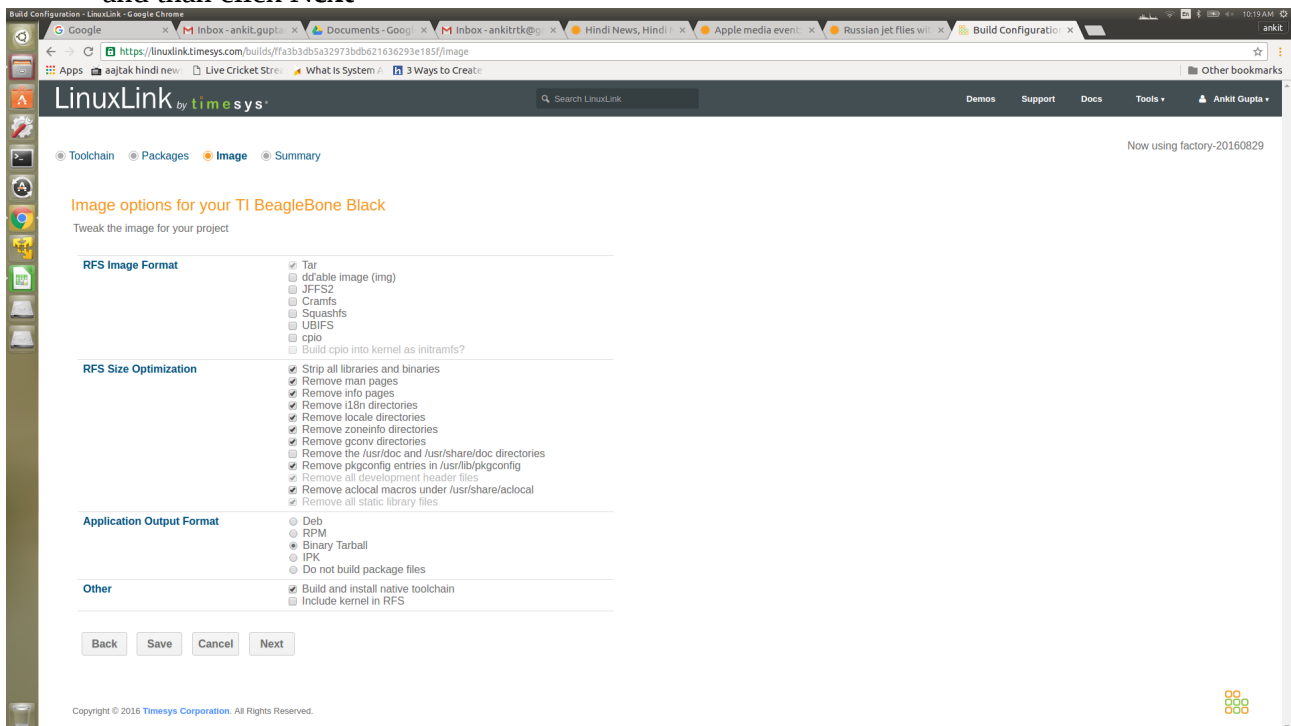 and than click Next
Build Configuration - LinuxLink - Google Chrome
10:19 AM
Google
Inbox - ankit.gupta
Documents - Googl
Inbox - ankitrtk@g
Hindi News, Hindi
Apple media event
Russian jet flies wi
Build Configuration
ankit
https://linuxlink.timesys.com/builds/ffa3b3db5a32973bdb621636293e185f/image
Apps
aajtak hindi new
Live Cricket Stre
What Is System A
3 Ways to Create
Other bookmarks
LinuxLink by timesys
Search LinuxLink
Demos Support Docs Tools Ankit Gupta
Now using factory-20160829
Toolchain Packages Image Summary
Image options for your TI BeagleBone Black
Tweak the image for your project
RFS Image Format
Tar
dd'able image (img)
JFFS2
Cramfs
Squashfs
UBIFS
cpio
Build cpio into kernel as initramfs?
RFS Size Optimization
Strip all libraries and binaries
Remove man pages
Remove info pages
Remove i18n directories
Remove locale directories
Remove zoneinfo directories
Remove gconv directories
Remove the /usr/doc and /usr/share/doc directories
Remove pkgconfig entries in /usr/lib/pkgconfig
Remove all development header files
Remove aclocal macros under /usr/share/aclocal
Remove all static library files
Application Output Format
Deb
RPM
Binary Tarball
IPK
Do not build package files
Other
Build and install native toolchain
Include kernel in RFS
Back Save Cancel Next
Copyright © 2016 Timesys Corporation. All Rights Reserved.